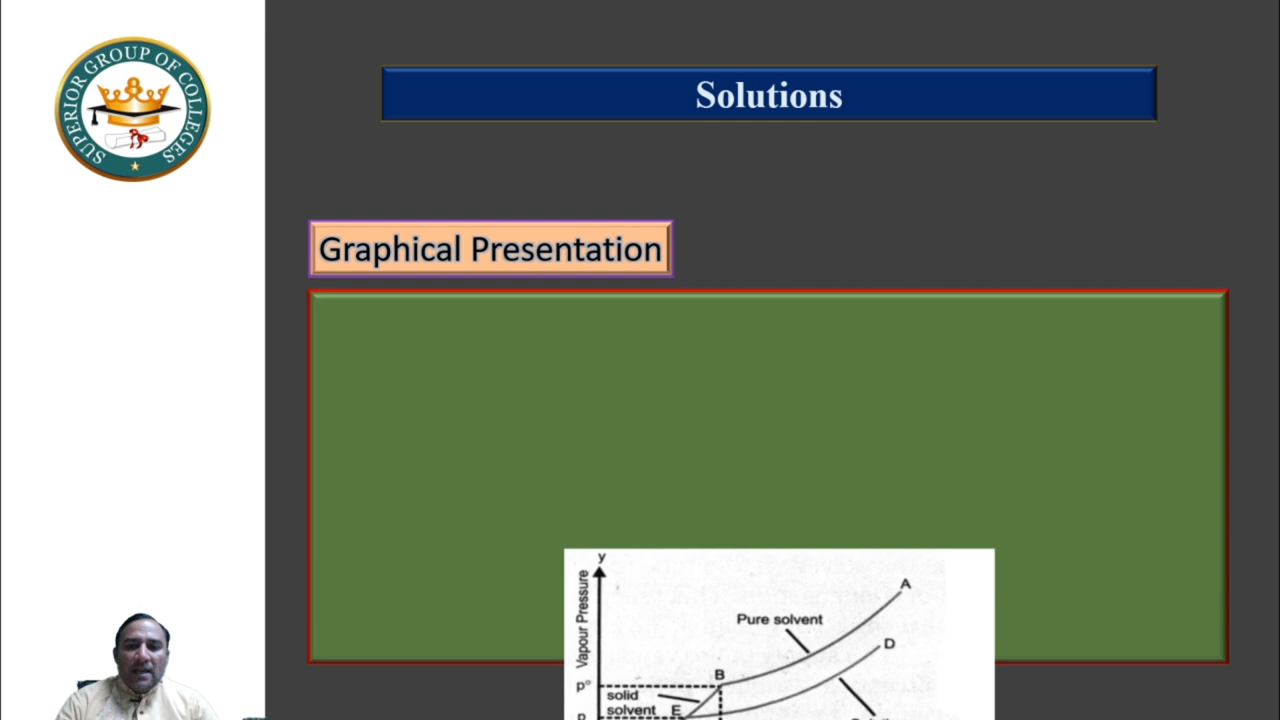 SUPERIOR GROUP OF COLLEGES
Solutions
Graphical Presentation
y
Vapour Pressure
A
Pure solvent
D
B
p°
solid
solvent
E
p